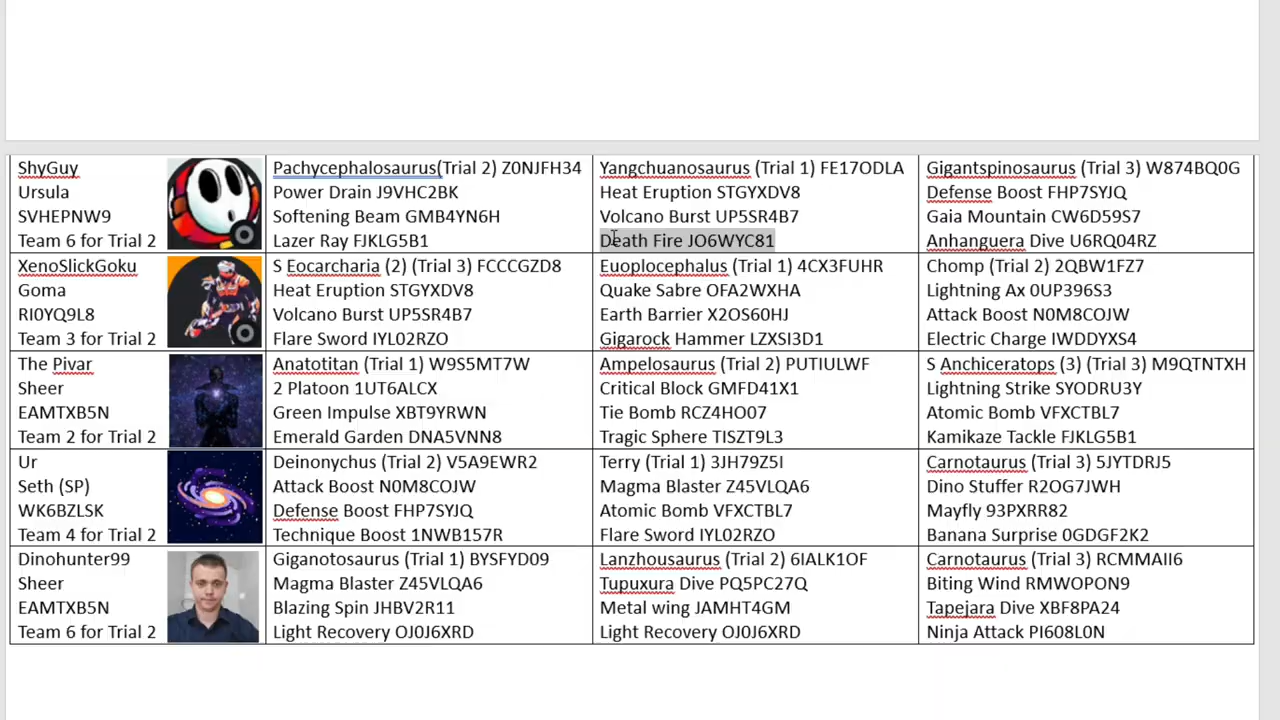 ShyGuy
Ursula
SVHEPNW9
Team 6 for Trial 2
Pachycephalosaurus(Trial 2) Z0NJFH34
Power Drain J9VHC2BK
Softening Beam GMB4YN6H
Lazer Ray FJKLG5B1
Yangchuanosaurus (Trial 1) FE17ODLA
Heat Eruption STGYXDV8
Volcano Burst UP5SR4B7
Death Fire JO6WYC81
Gigantspinosaurus (Trial 3) W874BQ0G
Defense Boost FHP7SYJQ
Gaia Mountain CW6D59S7
Anhanguera Dive U6RQ04RZ
XenoSlickGoku
Goma
RI0YQ9L8
Team 3 for Trial 2
S Eocarcharia (2) (Trial 3) FCCCGZD8
Heat Eruption STGYXDV8
Volcano Burst UP5SR4B7
Flare Sword IYL02RZO
Euoplocephalus (Trial 1) 4CX3FUHR
Quake Sabre OFA2WXHA
Earth Barrier X2OS60HJ
Gigarock Hammer LZXSI3D1
Chomp (Trial 2) 2QBW1FZ7
Lightning Ax 0UP396S3
Attack Boost N0M8COJW
Electric Charge IWDDYXS4
The Pivar
Sheer
EAMTXB5N
Team 2 for Trial 2
Anatotitan (Trial 1) W9S5MT7W
2 Platoon 1UT6ALCX
Green Impulse XBT9YRWN
Emerald Garden DNA5VNN8
Ampelosaurus (Trial 2) PUTIULWF
Critical Block GMFD41X1
Tie Bomb RCZ4HO07
Tragic Sphere TISZT9L3
S Anchiceratops (3) (Trial 3) M9QTNTXH
Lightning Strike SYODRU3Y
Atomic Bomb VFXCTBL7
Kamikaze Tackle FJKLG5B1
Ur
Seth (SP)
WK6BZLSK
Team 4 for Trial 2
Deinonychus (Trial 2) V5A9EWR2
Attack Boost N0M8COJW
Defense Boost FHP7SYJQ
Technique Boost 1NWB157R
Terry (Trial 1) 3JH79Z5I
Magma Blaster Z45VLQA6
Atomic Bomb VFXCTBL7
Flare Sword IYL02RZO
Carnotaurus (Trial 3) 5JYTDRJ5
Dino Stuffer R2OG7JWH
Mayfly 93PXRR82
Banana Surprise 0GDGF2K2
Dinohunter99
Sheer
EAMTXB5N
Team 6 for Trial 2
Giganotosaurus (Trial 1) BYSFYD09
Magma Blaster Z45VLQA6
Blazing Spin JHBV2R11
Light Recovery OJ0J6XRD
Lanzhousaurus (Trial 2) 6IALK1OF
Tupuxura Dive PQ5PC27Q
Metal wing JAMHT4GM
Light Recovery OJ0J6XRD
Carnotaurus (Trial 3) RCMMAII6
Biting Wind RMWOPON9
Tapejara Dive XBF8PA24
Ninja Attack PI608L0N